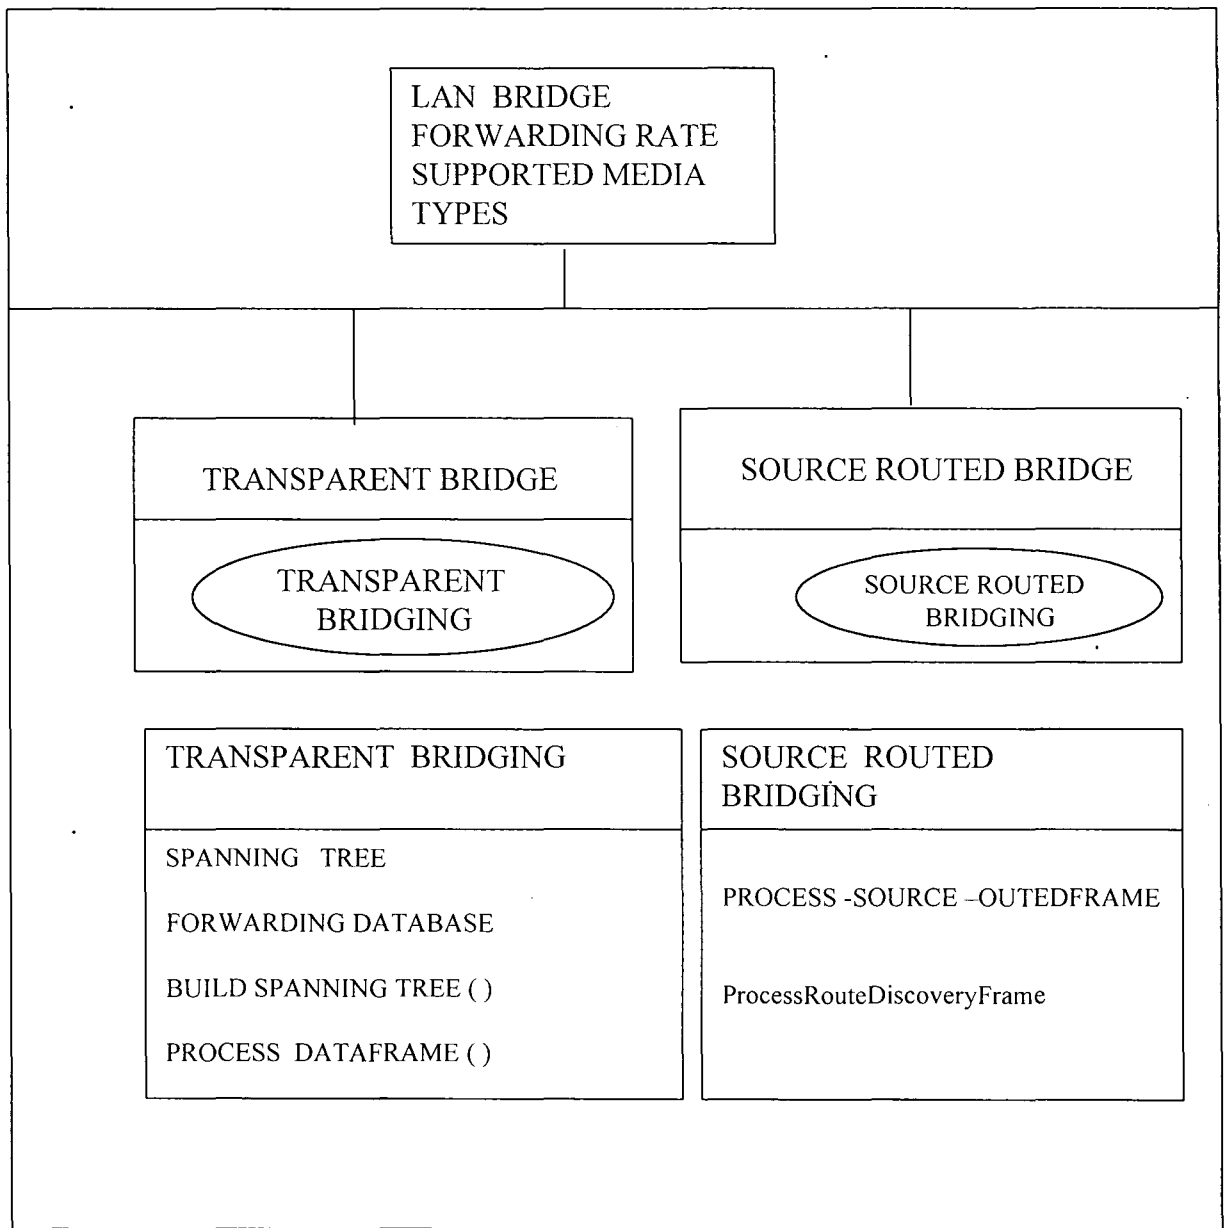 LAN BRIDGE
FORWARDING RATE
SUPPORTED MEDIA
TYPES
TRANSPARENT BRIDGE
TRANSPARENT
BRIDGING
SOURCE ROUTED BRIDGE
SOURCE ROUTED
BRIDGING
TRANSPARENT BRIDGING
SPANNING TREE
FORWARDING DATABASE
BUILD SPANNING TREE ( )
PROCESS DATAFRAME ( )
SOURCE ROUTED
BRIDGING
PROCESS -SOURCE –OUTEDFRAME
ProcessRouteDiscoveryFrame